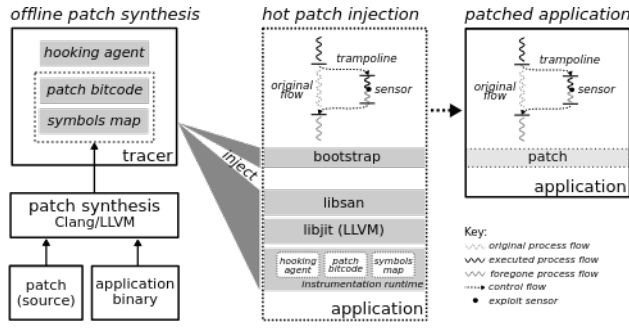 offline patch synthesis
hooking agent
patch bitcode
symbols map
tracer
patch synthesis
Clang/LLVM
patch
(source)
application
binary
inject
hot patch injection
trampoline
original
flow
sensor
bootstrap
libsan
libjit (LLVM)
hooking
agent
patch
bitcode
symbols
map
instrumentation runtime
application
patched application
trampoline
original
flow
sensor
patch
application
Key:
original process flow
executed process flow
foregone process flow
control flow
exploit sensor